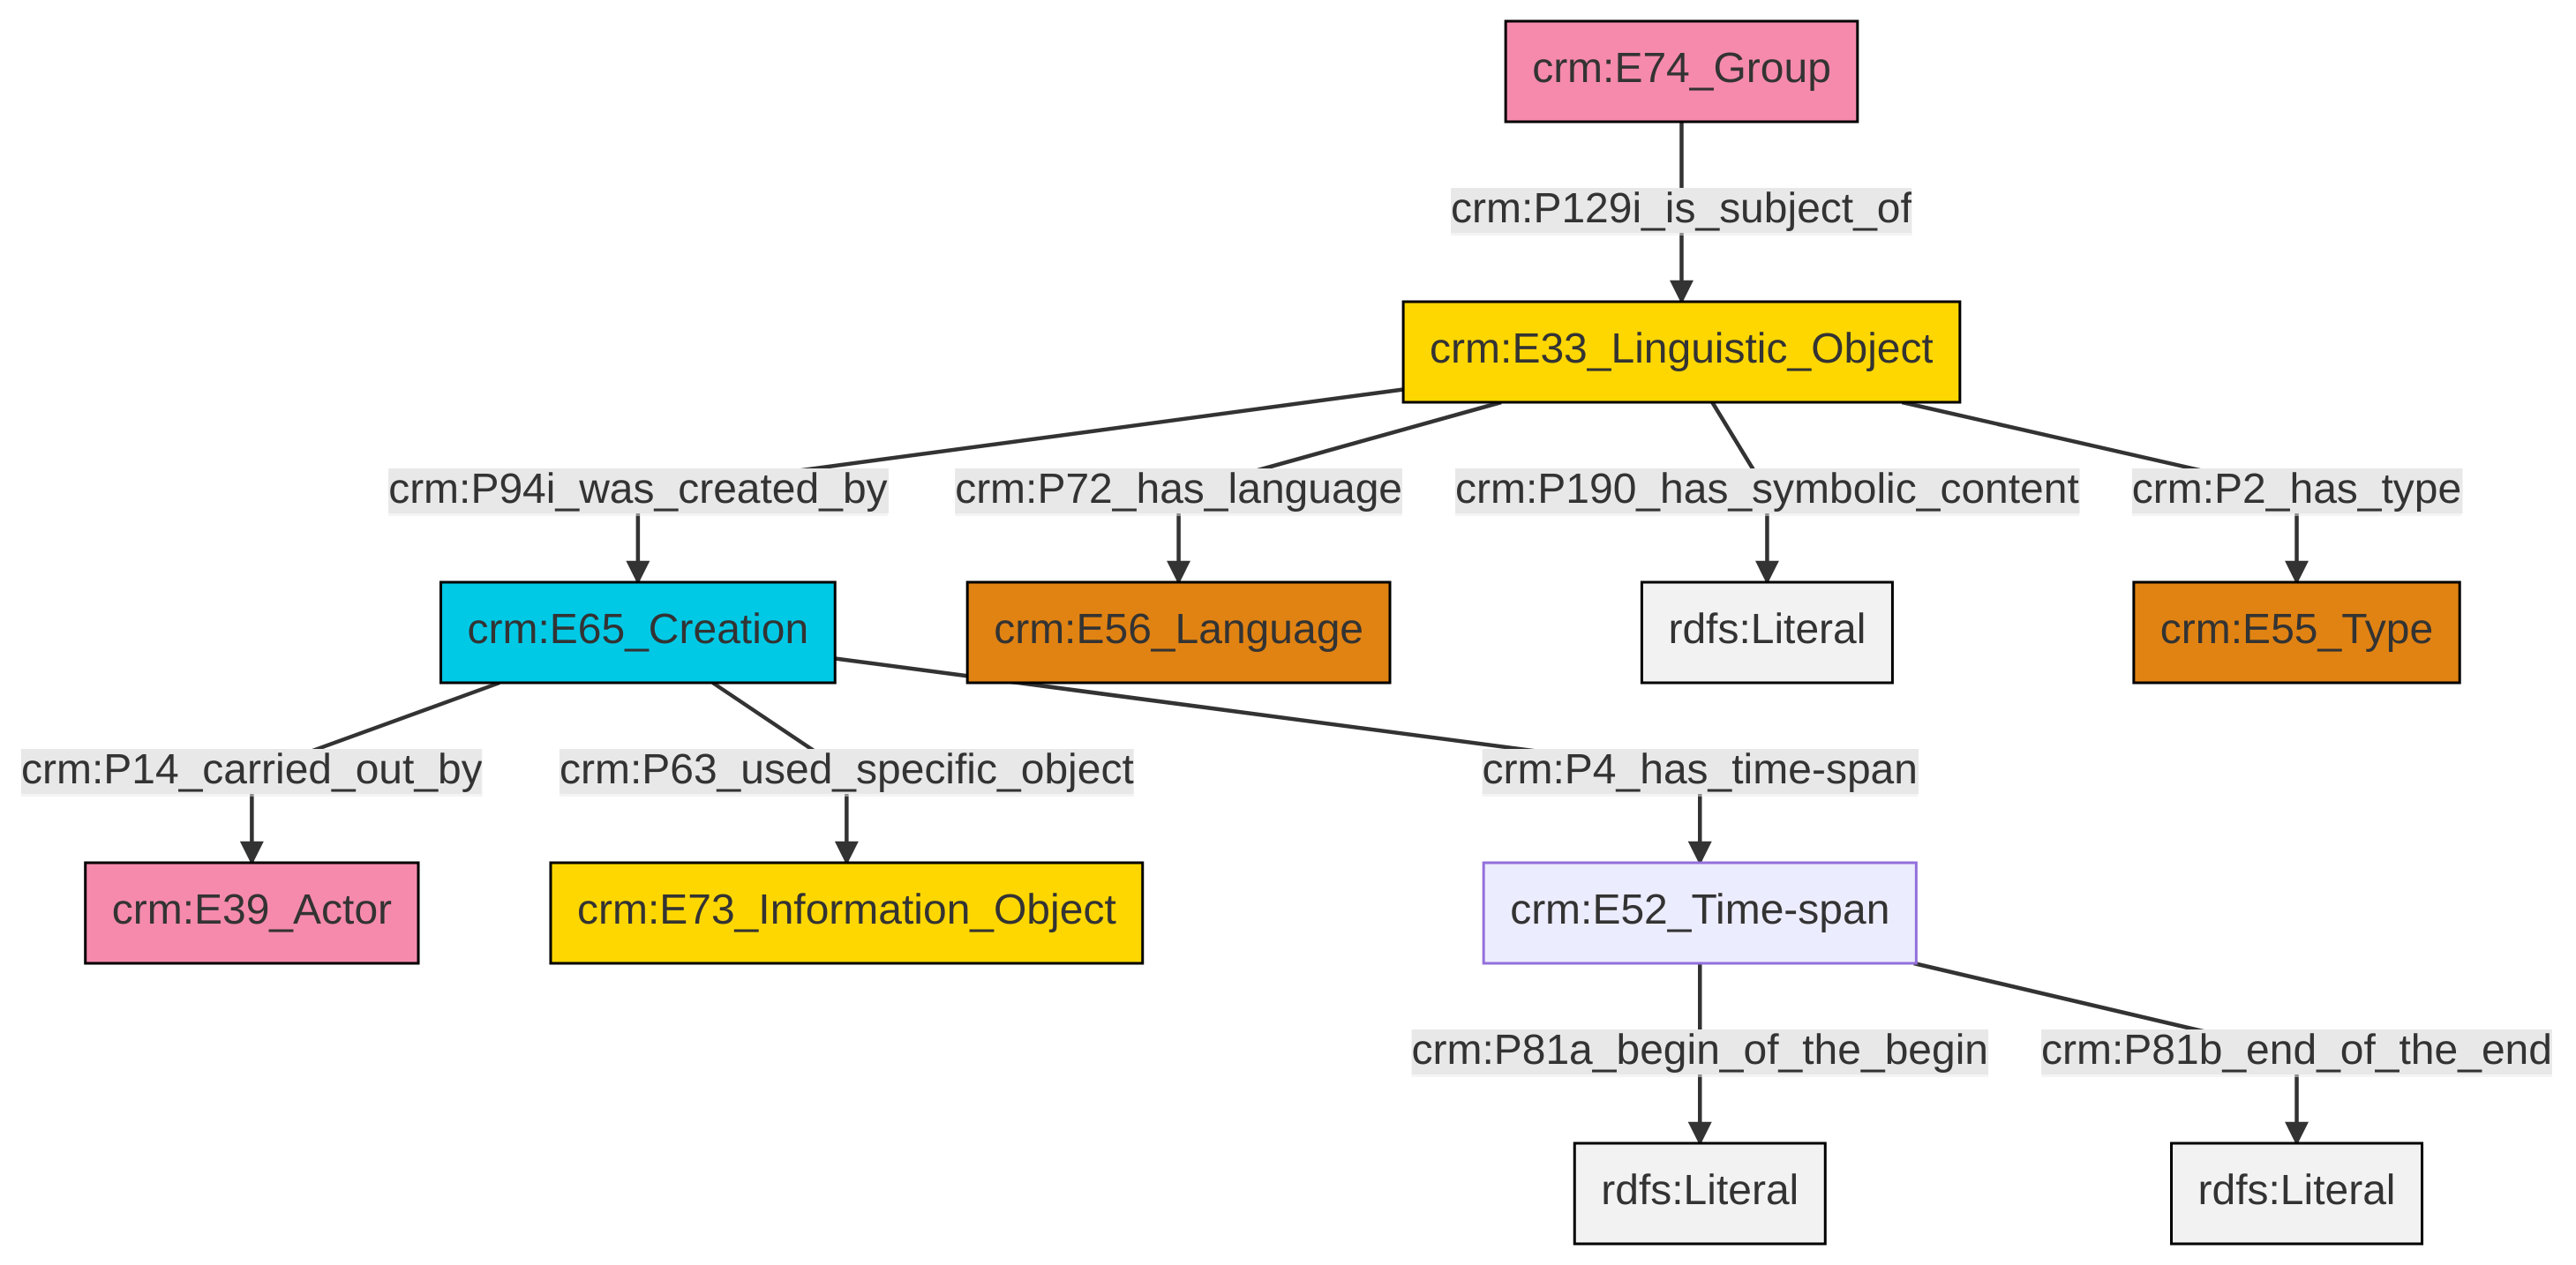 crm:E74_Group
crm:P129i_is_subject_of
crm:E33_Linguistic_Object
crm:P94i_was_created_by
crm:P72_has_language
crm:P190_has_symbolic_content
crm:P2_has_type
crm:E65_Creation
crm:E56_Language
rdfs:Literal
crm:E55_Type
crm:P14_carried_out_by
crm:P63_used_specific_object
crm:P4_has_time-span
crm:E39_Actor
crm:E73_Information_Object
crm:E52_Time-span
crm:P81a_begin_of_the_begin
crm:P81b_end_of_the_end
rdfs:Literal
rdfs:Literal